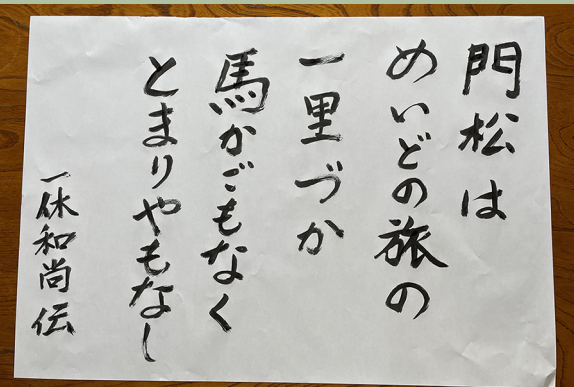 門松は
めいどの旅の
一里づか
馬かごもなく
とまりやもなし
一休和尚伝